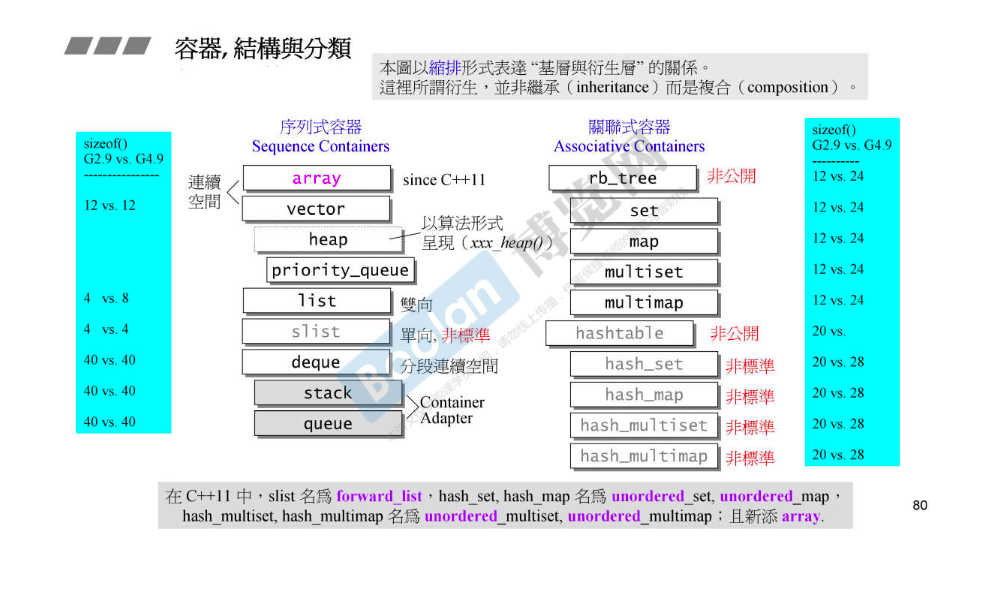 容器, 結構與分類
本圖以縮排形式表達 “基層與衍生層” 的關係。
這裡所謂衍生，並非繼承（inheritance）而是複合（composition）。
sizeof()
G2.9 vs. G4.9
----------------
12 vs. 12
4 vs. 8
4 vs. 4
40 vs. 40
40 vs. 40
40 vs. 40
序列式容器
Sequence Containers
連續
空間
array
since C++11
vector
heap
以算法形式
呈現（xxx_heap()）
priority_queue
list
雙向
slist
單向, 非標準
deque
分段連續空間
stack
queue
Container
Adapter
關聯式容器
Associative Containers
rb_tree
非公開
set
map
multiset
multimap
hashtable
非公開
hash_set
非標準
hash_map
非標準
hash_multiset
非標準
hash_multimap
非標準
sizeof()
G2.9 vs. G4.9
----------
12 vs. 24
12 vs. 24
12 vs. 24
12 vs. 24
12 vs. 24
20 vs.
20 vs. 28
20 vs. 28
20 vs. 28
20 vs. 28
在 C++11 中，slist 名爲 forward_list，hash_set, hash_map 名爲 unordered_set, unordered_map，
hash_multiset, hash_multimap 名爲 unordered_multiset, unordered_multimap；且新添 array.
80
Boolan 博览网